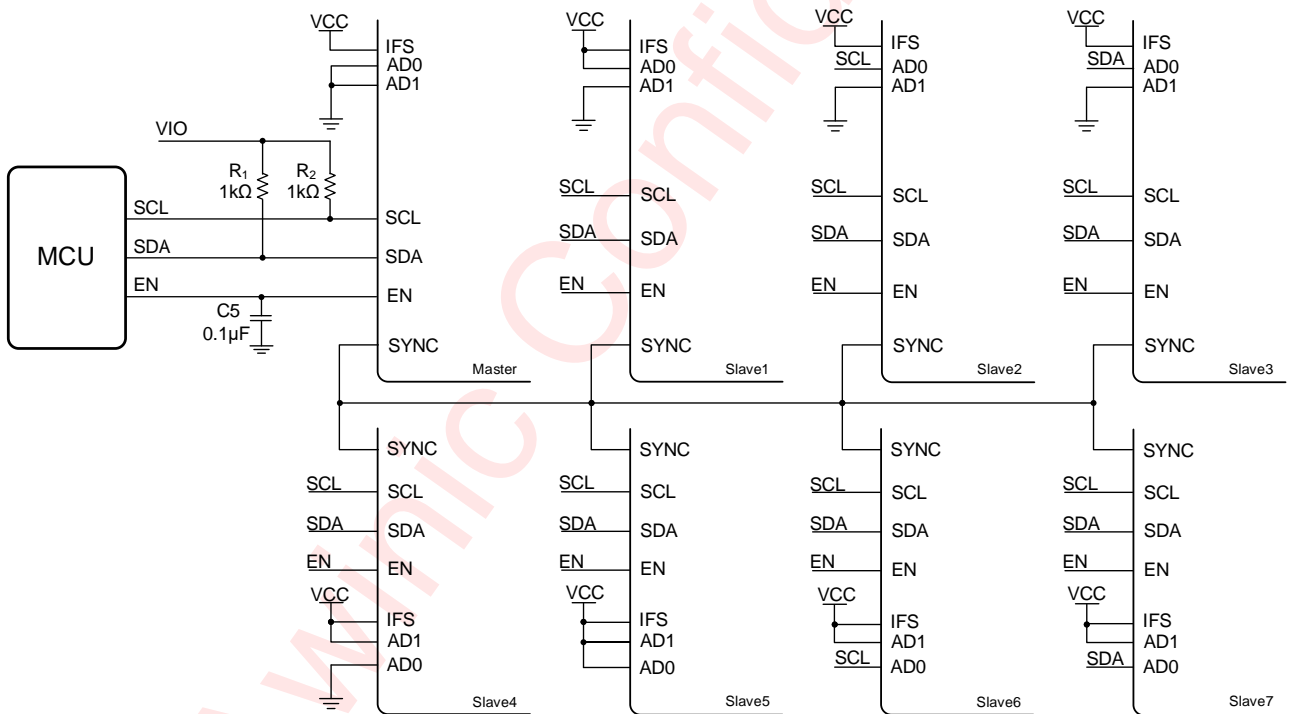 VCC
IFS
AD0
AD1
VIO
R1
1kΩ
R2
1kΩ
MCU
SCL
SDA
EN
C5
0.1µF
SCL
SDA
EN
SYNC
Master
VCC
IFS
AD0
AD1
SCL
SCL
SDA
SDA
EN
EN
SYNC
Slave1
VCC
IFS
SCL
AD0
AD1
SCL
SCL
SDA
SDA
EN
EN
SYNC
Slave2
VCC
IFS
SDA
AD0
AD1
SCL
SCL
SDA
SDA
EN
EN
SYNC
Slave3
SYNC
SCL
SCL
SDA
SDA
EN
EN
VCC
IFS
AD1
AD0
Slave4
SYNC
SCL
SCL
SDA
SDA
EN
EN
VCC
IFS
AD1
AD0
Slave5
SYNC
SCL
SCL
SDA
SDA
EN
EN
VCC
IFS
AD1
SCL
AD0
Slave6
SYNC
SCL
SCL
SDA
SDA
EN
EN
VCC
IFS
AD1
SDA
AD0
Slave7
winic Confid